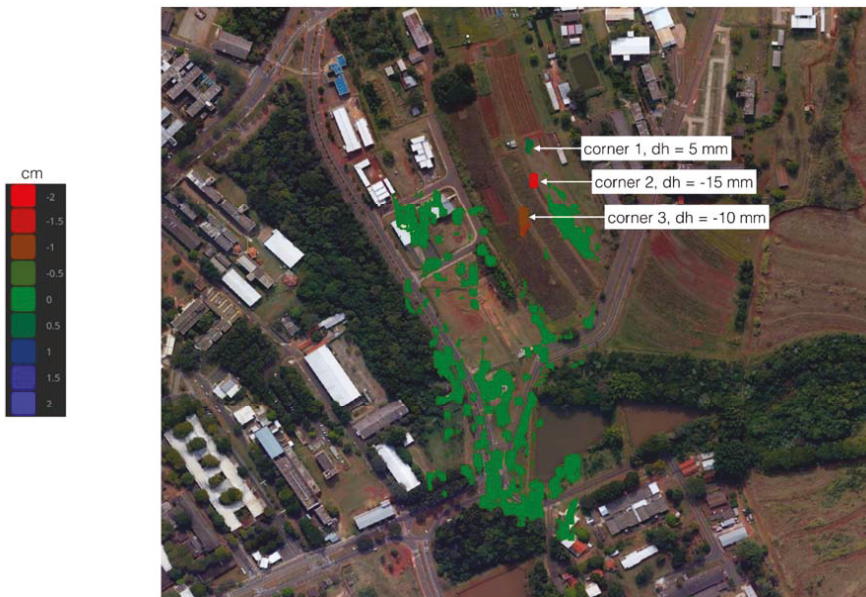 cm
-2
-1.5
-1
-0.5
0
0.5
1
1.5
2
corner 1, dh = 5 mm
corner 2, dh = -15 mm
corner 3, dh = -10 mm